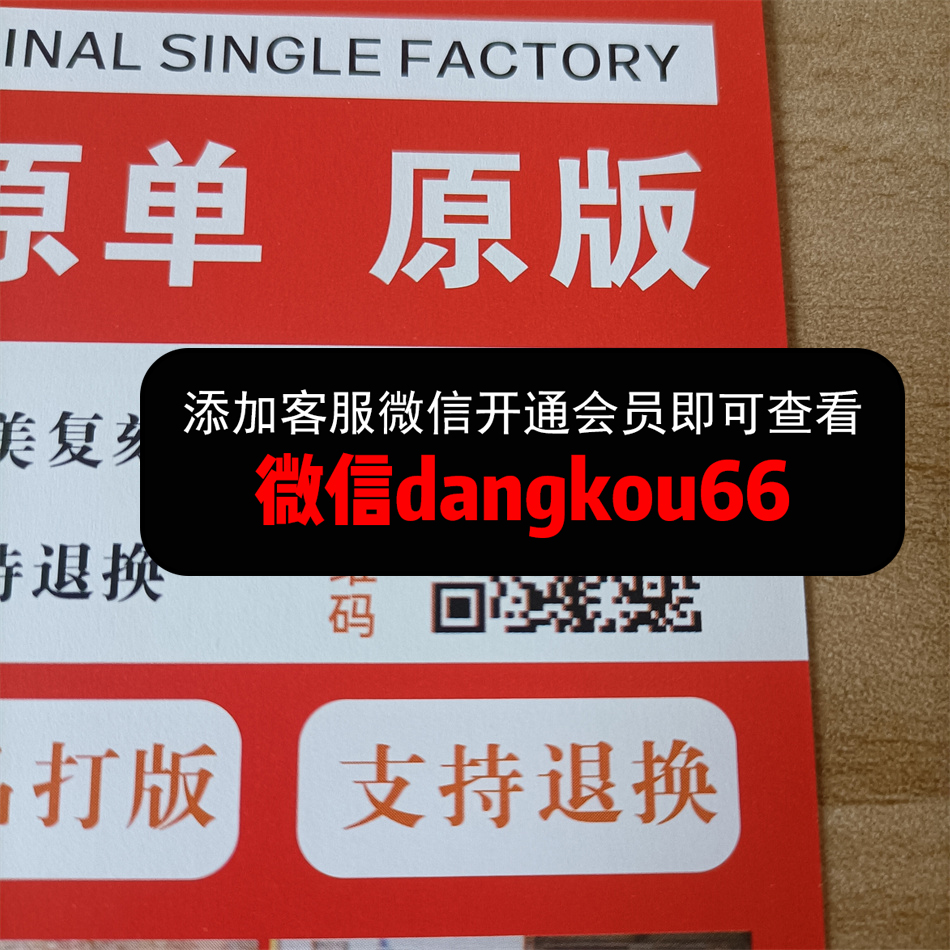 INAL SINGLE FACTORY
原单 原版
添加客服微信开通会员即可查看
美复刻
微信dangkou66
持退换
维码
打版
支持退换